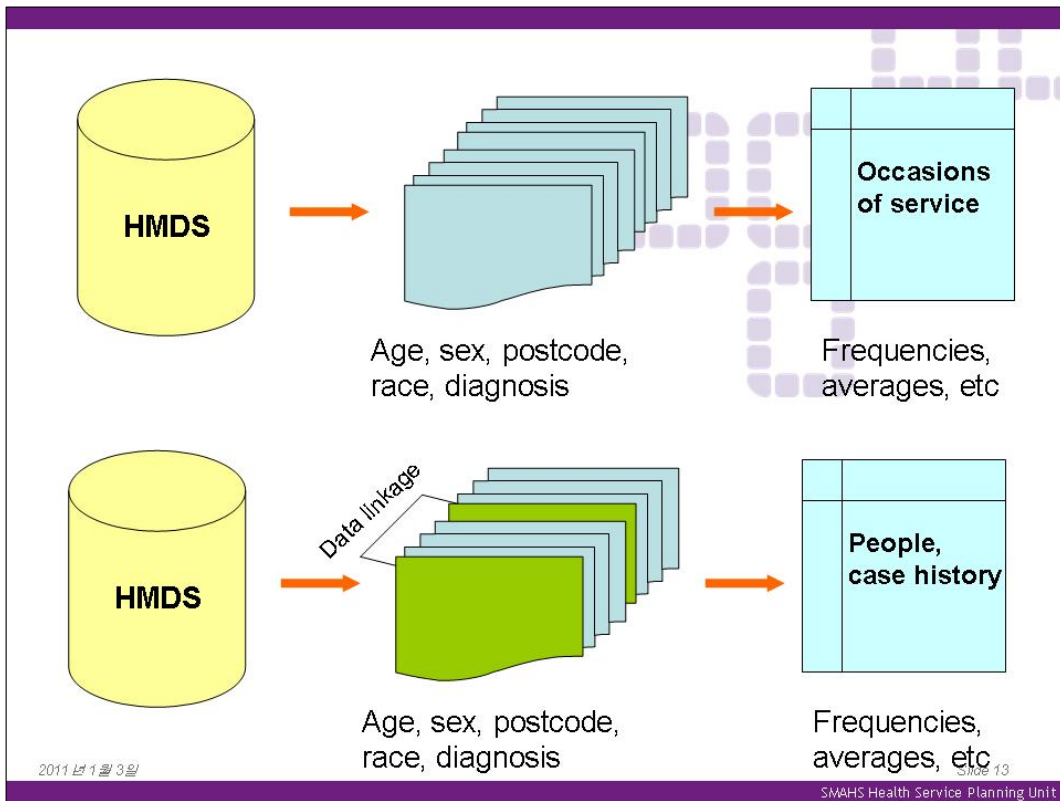 HMDS
Occasions
of service
Age, sex, postcode,
race, diagnosis
Frequencies,
averages, etc
HMDS
Data linkage
People,
case history
Age, sex, postcode,
race, diagnosis
Frequencies,
averages, etc
2011년 1월 3일
Slide 13
SMAHS Health Service Planning Unit